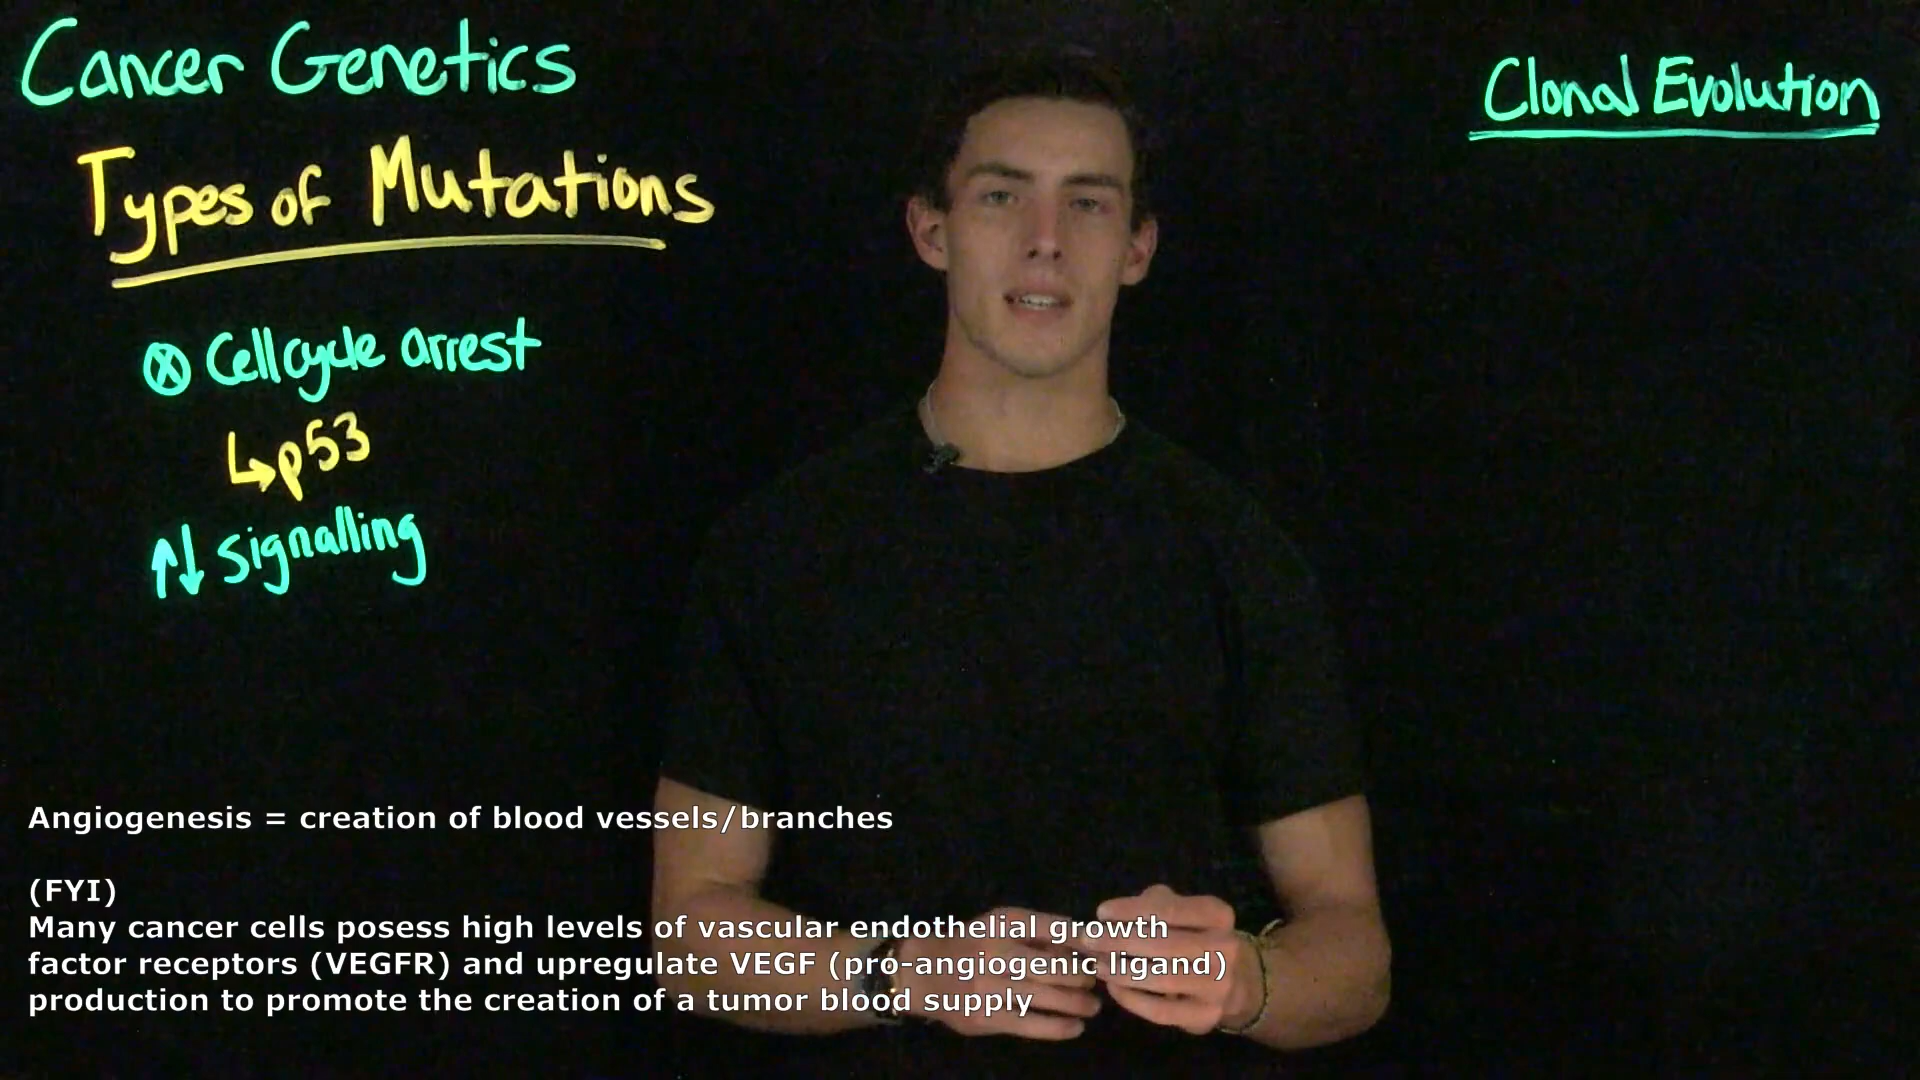 Cancer Genetics
Types of Mutations
ⓧ Cell cycle arrest
↳ p53
↑↓ signalling
Clonal Evolution
Angiogenesis = creation of blood vessels/branches
(FYI)
Many cancer cells posess high levels of vascular endothelial growth
factor receptors (VEGFR) and upregulate VEGF (pro-angiogenic ligand)
production to promote the creation of a tumor blood supply